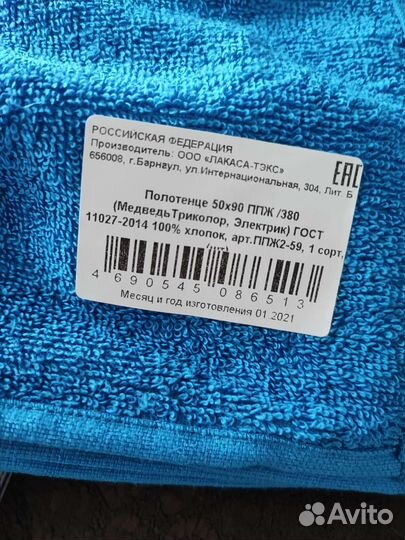 РОССИЙСКАЯ ФЕДЕРАЦИЯ
Производитель: ООО «ЛАКАСА-ТЭКС»
656008, г.Барнаул, ул.Интернациональная, 304, Лит. Б
EAC
Полотенце 50х90 ППЖ /380
(МедведьТриколор, Электрик) ГОСТ
11027-2014 100% хлопок, арт.ППЖ2-59, 1 сорт,
4 690545 086513
Месяц и год изготовления 01.2021
Avito